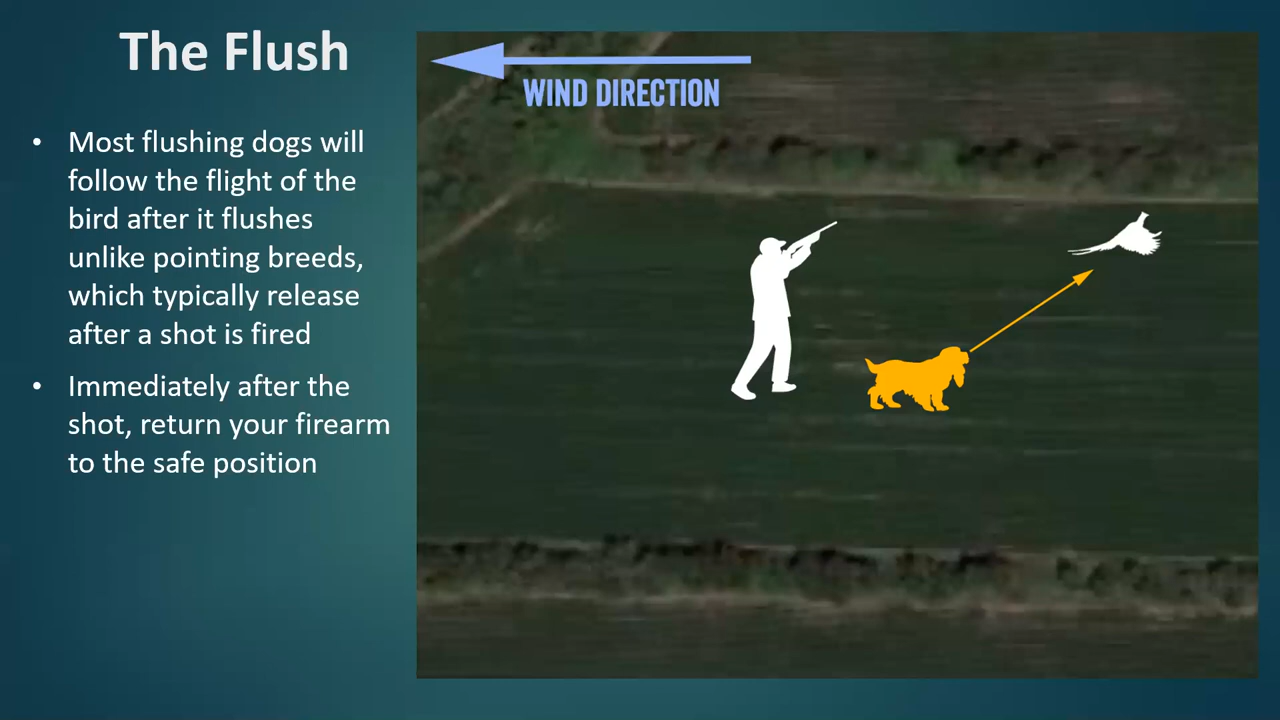 The Flush
• Most flushing dogs will
follow the flight of the
bird after it flushes
unlike pointing breeds,
which typically release
after a shot is fired
• Immediately after the
shot, return your firearm
to the safe position
WIND DIRECTION